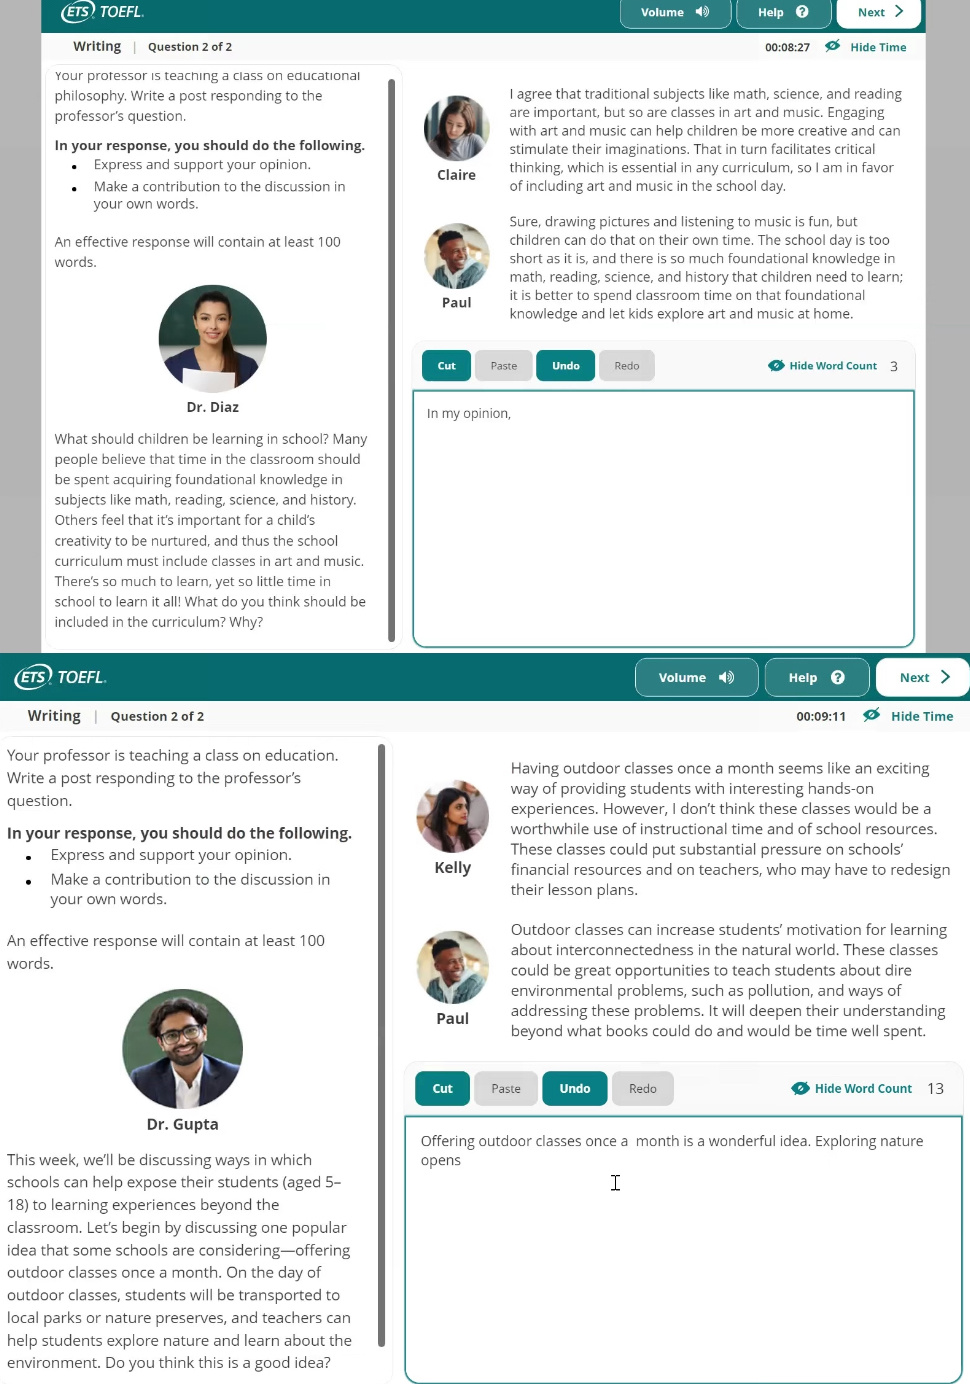 ETS TOEFL.
Volume
Help ?
Next
Writing | Question 2 of 2
00:08:27
Hide Time
Your professor is teaching a class on educational
philosophy. Write a post responding to the
professor's question.
In your response, you should do the following.
• Express and support your opinion.
• Make a contribution to the discussion in
your own words.
An effective response will contain at least 100
words.
Dr. Diaz
What should children be learning in school? Many
people believe that time in the classroom should
be spent acquiring foundational knowledge in
subjects like math, reading, science, and history.
Others feel that it's important for a child's
creativity to be nurtured, and thus the school
curriculum must include classes in art and music.
There's so much to learn, yet so little time in
school to learn it all! What do you think should be
included in the curriculum? Why?
Claire
I agree that traditional subjects like math, science, and reading
are important, but so are classes in art and music. Engaging
with art and music can help children be more creative and can
stimulate their imaginations. That in turn facilitates critical
thinking, which is essential in any curriculum, so I am in favor
of including art and music in the school day.
Paul
Sure, drawing pictures and listening to music is fun, but
children can do that on their own time. The school day is too
short as it is, and there is so much foundational knowledge in
math, reading, science, and history that children need to learn;
it is better to spend classroom time on that foundational
knowledge and let kids explore art and music at home.
Cut
Paste
Undo
Redo
Hide Word Count 3
In my opinion,
ETS TOEFL.
Volume
Help ?
Next
Writing | Question 2 of 2
00:09:11
Hide Time
Your professor is teaching a class on education.
Write a post responding to the professor's
question.
In your response, you should do the following.
• Express and support your opinion.
• Make a contribution to the discussion in
your own words.
An effective response will contain at least 100
words.
Dr. Gupta
This week, we'll be discussing ways in which
schools can help expose their students (aged 5–
18) to learning experiences beyond the
classroom. Let's begin by discussing one popular
idea that some schools are considering—offering
outdoor classes once a month. On the day of
outdoor classes, students will be transported to
local parks or nature preserves, and teachers can
help students explore nature and learn about the
environment. Do you think this is a good idea?
Kelly
Having outdoor classes once a month seems like an exciting
way of providing students with interesting hands-on
experiences. However, I don't think these classes would be a
worthwhile use of instructional time and of school resources.
These classes could put substantial pressure on schools'
financial resources and on teachers, who may have to redesign
their lesson plans.
Paul
Outdoor classes can increase students' motivation for learning
about interconnectedness in the natural world. These classes
could be great opportunities to teach students about dire
environmental problems, such as pollution, and ways of
addressing these problems. It will deepen their understanding
beyond what books could do and would be time well spent.
Cut
Paste
Undo
Redo
Hide Word Count 13
Offering outdoor classes once a  month is a wonderful idea. Exploring nature
opens